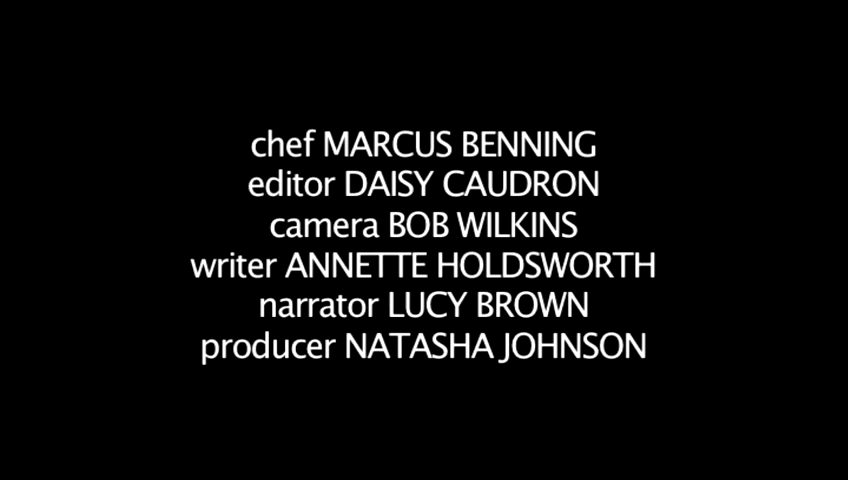 chef MARCUS BENNING
editor DAISY CAUDRON
camera BOB WILKINS
writer ANNETTE HOLDSWORTH
narrator LUCY BROWN
producer NATASHA JOHNSON